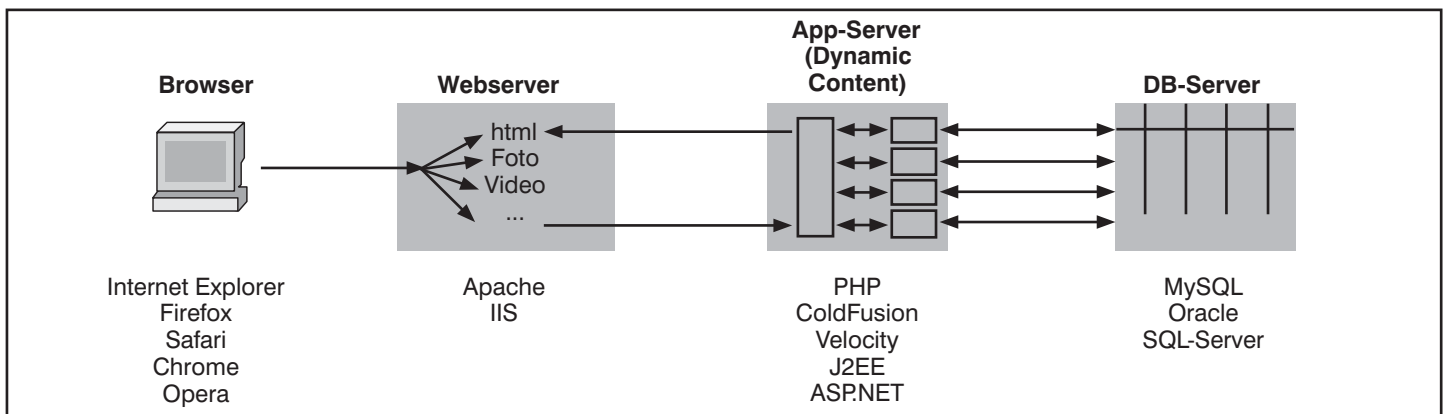 Browser
Webserver
App-Server
(Dynamic
Content)
DB-Server
html
Foto
Video
...
Internet Explorer
Firefox
Safari
Chrome
Opera
Apache
IIS
PHP
ColdFusion
Velocity
J2EE
ASP.NET
MySQL
Oracle
SQL-Server